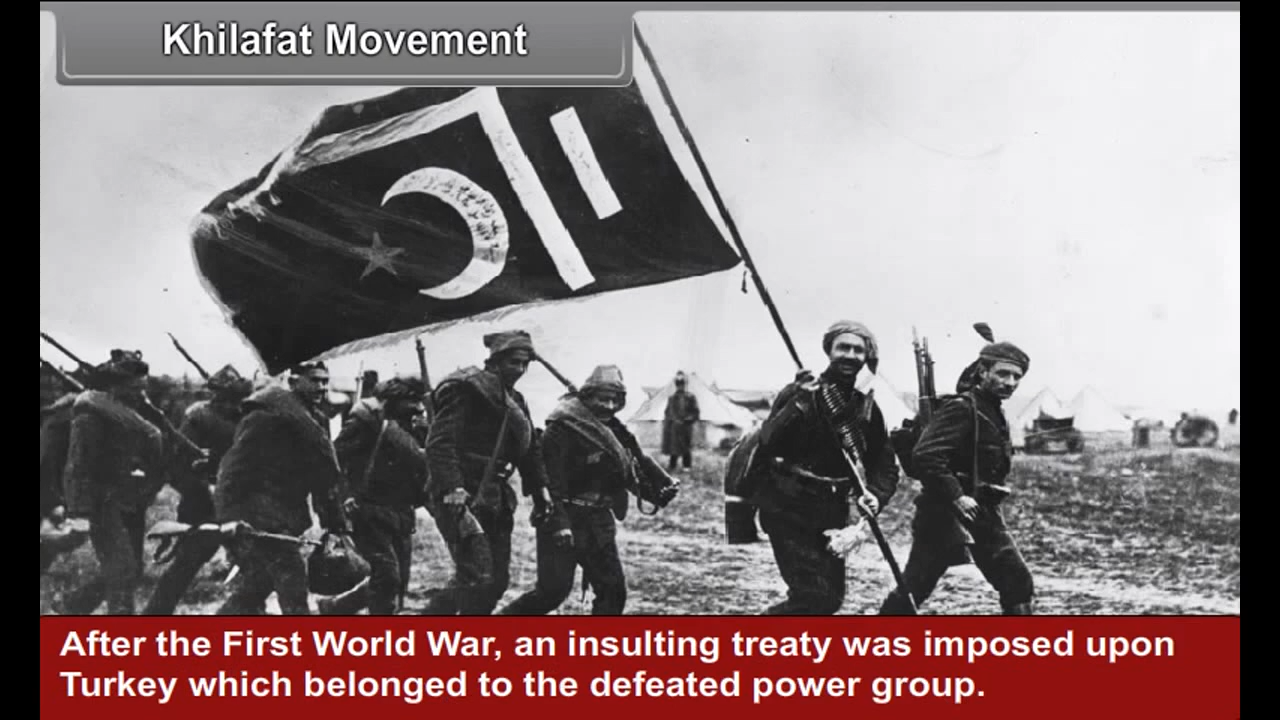 Khilafat Movement
After the First World War, an insulting treaty was imposed upon
Turkey which belonged to the defeated power group.